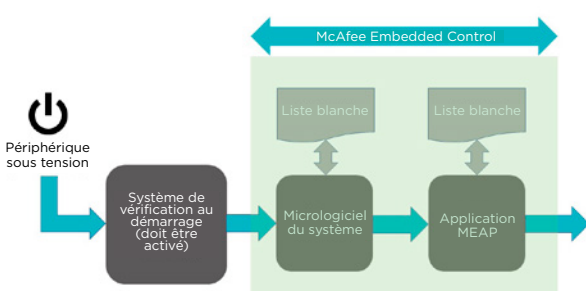 McAfee Embedded Control
Liste blanche
Liste blanche
Périphérique
sous tension
Système de
vérification au
démarrage
(doit être
activé)
Micrologiciel
du système
Application
MEAP